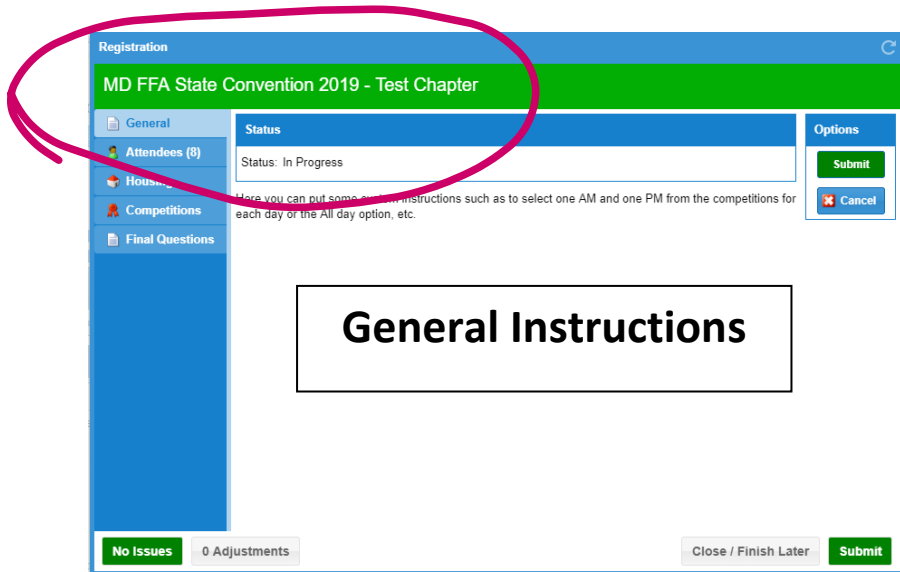 Registration
MD FFA State Convention 2019 - Test Chapter
General
Attendees (8)
Housing
Competitions
Final Questions
Status
Status: In Progress
Here you can put some custom instructions such as to select one AM and one PM from the competitions for
each day or the All day option, etc.
Options
Submit
Cancel
General Instructions
No Issues
0 Adjustments
Close / Finish Later
Submit